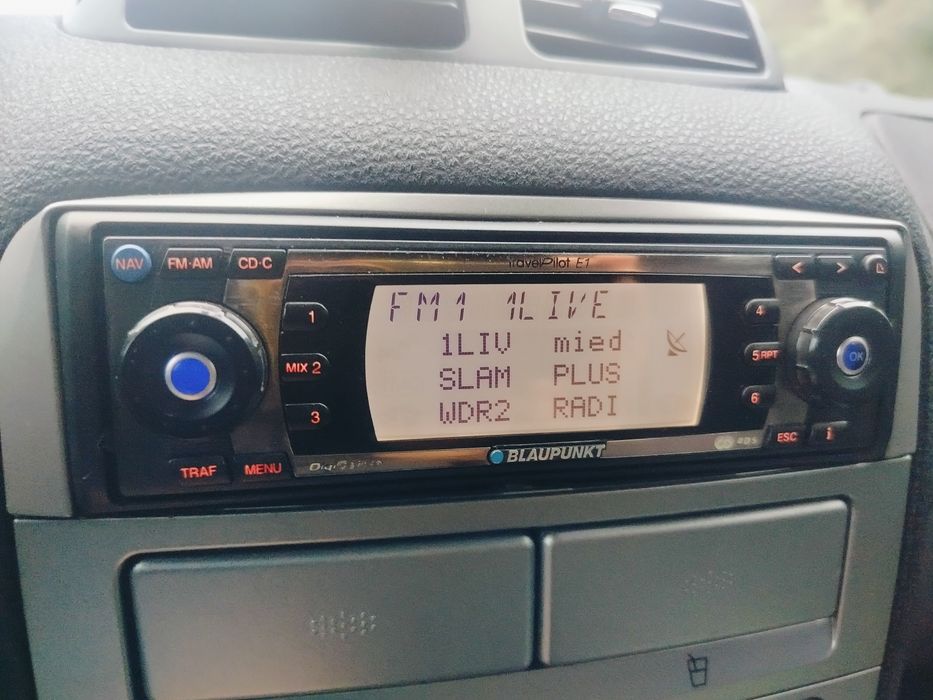 TravelPilot E1
NAV FM·AM CD·C
< >
FM1 1LIVE
1 4
1LIV mied
MIX 2 5 RPT
SLAM PLUS
3 6
WDR2 RADI
OK
TRAF MENU
ESC i
BLAUPUNKT